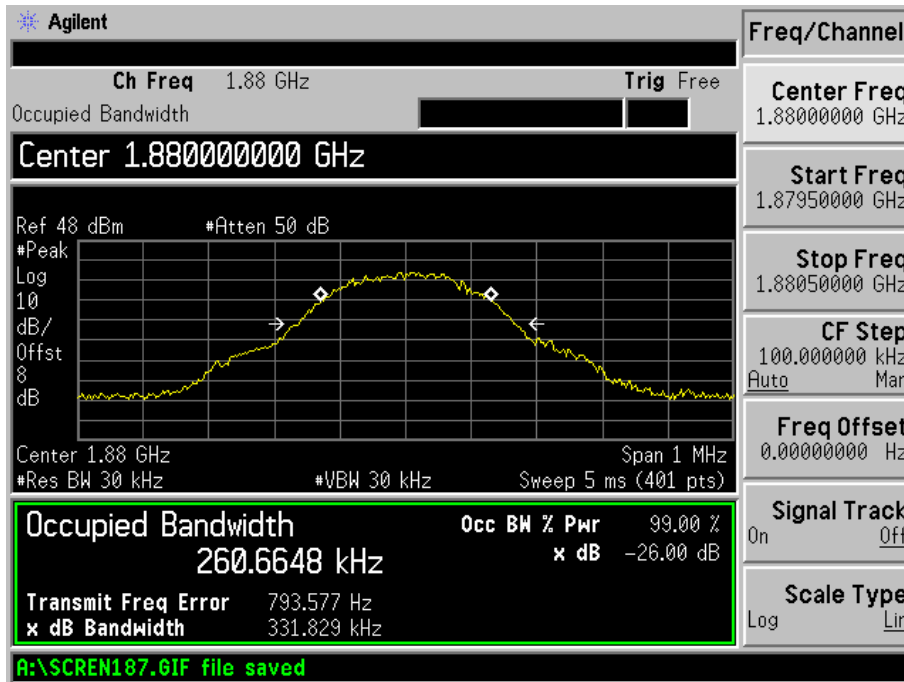 Agilent
Freq/Channel
Ch Freq 1.88 GHz Trig Free
Occupied Bandwidth
Center 1.880000000 GHz
Ref 48 dBm #Atten 50 dB
#Peak
Log
10
dB/
Offst
8
dB
Center 1.88 GHz Span 1 MHz
#Res BW 30 kHz #VBW 30 kHz Sweep 5 ms (401 pts)
Occupied Bandwidth
260.6648 kHz
Occ BW % Pwr 99.00 %
x dB -26.00 dB
Transmit Freq Error 793.577 Hz
x dB Bandwidth 331.829 kHz
A:\SCREN187.GIF file saved
Center Freq
1.88000000 GHz
Start Freq
1.87950000 GHz
Stop Freq
1.88050000 GHz
CF Step
100.000000 kHz
Auto Man
Freq Offset
0.00000000 Hz
Signal Track
On Off
Scale Type
Log Lin